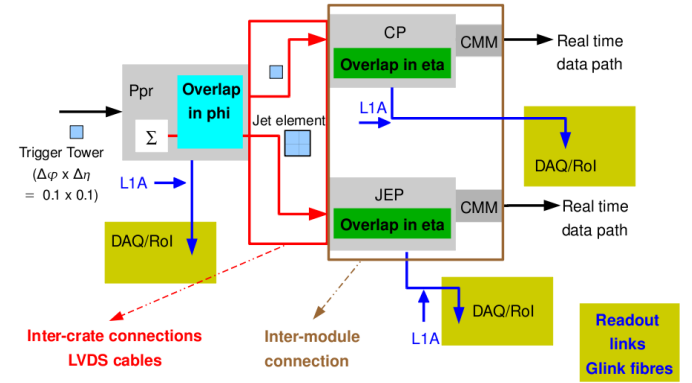 CP
CMM
Overlap in eta
Real time
data path
Ppr
Overlap
in phi
Σ
Jet element
L1A
DAQ/RoI
Trigger Tower
(Δφ x Δη
= 0.1 x 0.1)
L1A
DAQ/RoI
JEP
CMM
Overlap in eta
Real time
data path
L1A
DAQ/RoI
Inter-crate connections
LVDS cables
Inter-module
connection
Readout
links
Glink fibres